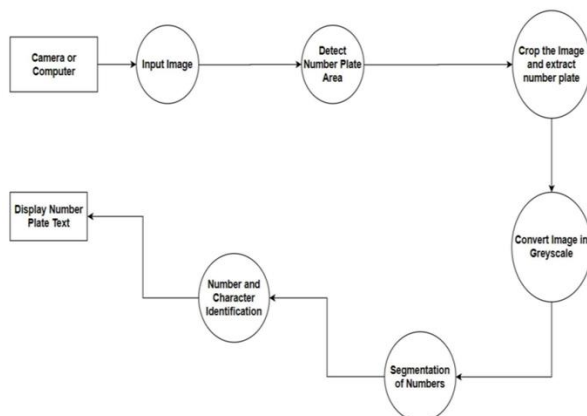 Camera or
Computer
Input Image
Detect
Number Plate
Area
Crop the Image
and extract
number plate
Convert Image in
Greyscale
Segmentation
of Numbers
Number and
Character
Identification
Display Number
Plate Text